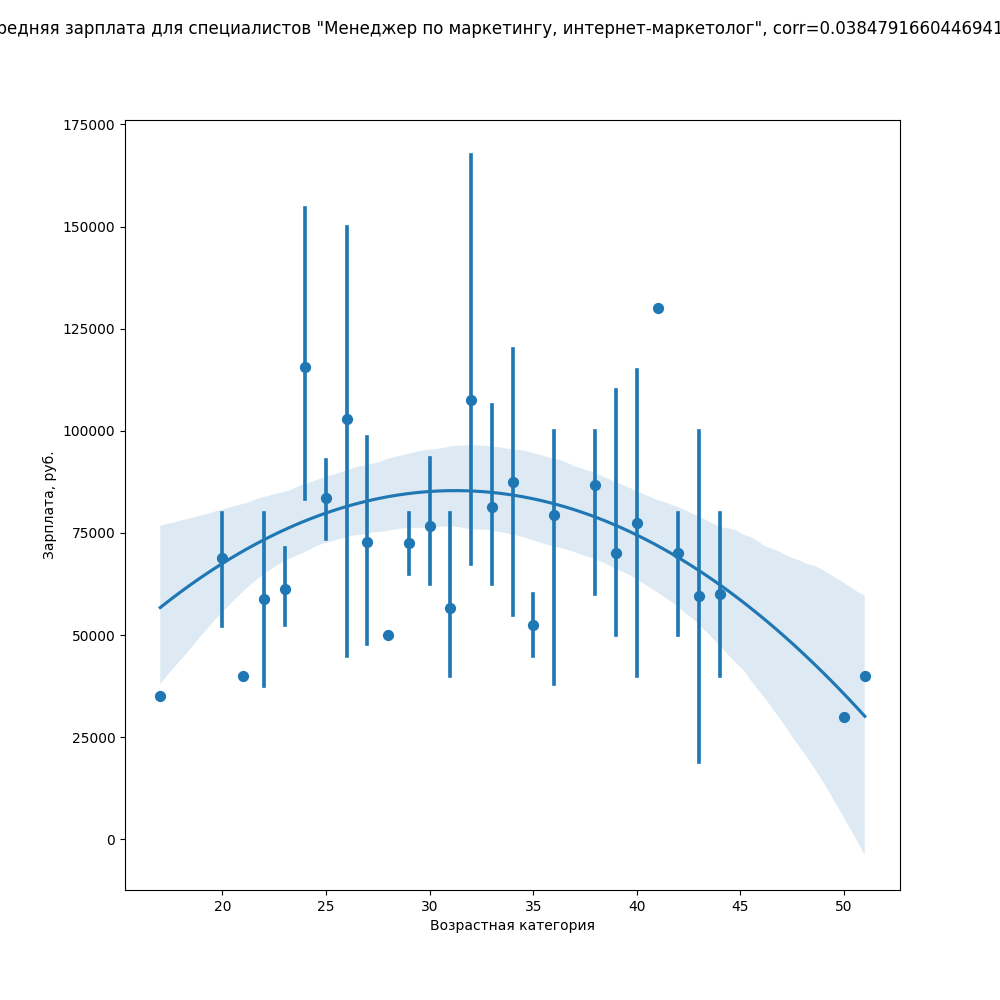 редняя зарплата для специалистов "Менеджер по маркетингу, интернет-маркетолог", corr=0.0384791660446941
175000
150000
125000
100000
75000
50000
25000
0
Зарплата, руб.
20 25 30 35 40 45 50
Возрастная категория